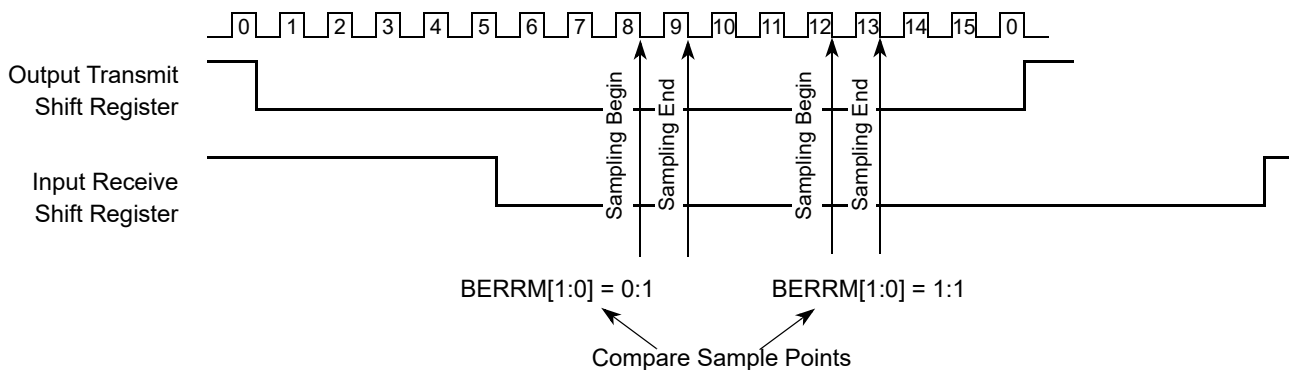 0 1 2 3 4 5 6 7 8 9 10 11 12 13 14 15 0
Output Transmit
Shift Register
Input Receive
Shift Register
Sampling Begin
Sampling End
Sampling Begin
Sampling End
BERRM[1:0] = 0:1
BERRM[1:0] = 1:1
Compare Sample Points